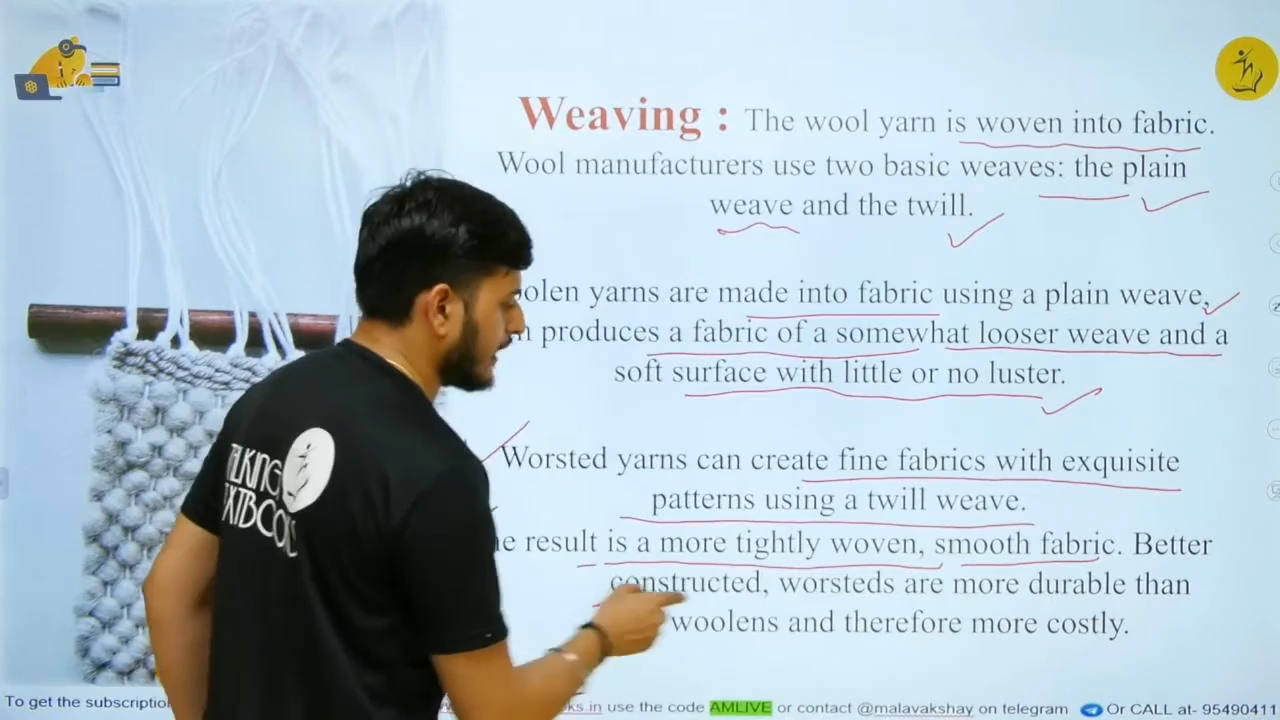 Weaving : The wool yarn is woven into fabric.
Wool manufacturers use two basic weaves: the plain
weave and the twill.
olen yarns are made into fabric using a plain weave,
produces a fabric of a somewhat looser weave and a
soft surface with little or no luster.
Worsted yarns can create fine fabrics with exquisite
patterns using a twill weave.
e result is a more tightly woven, smooth fabric. Better
constructed, worsteds are more durable than
woolens and therefore more costly.
TALKING
To get the subscription
ks.in use the code AMLIVE or contact @malavakshay on telegram Or CALL at- 95490411